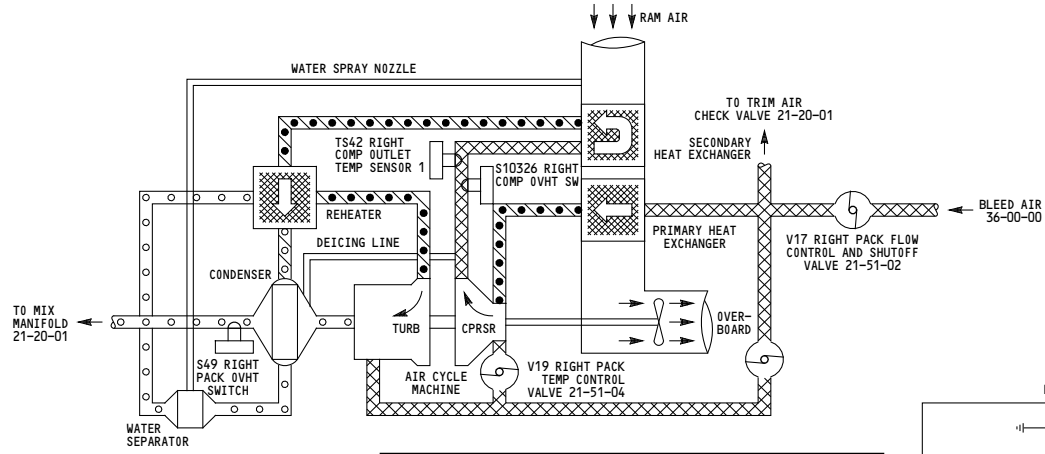 RAM AIR
WATER SPRAY NOZZLE
TO TRIM AIR
CHECK VALVE 21-20-01
TS42 RIGHT
COMP OUTLET
TEMP SENSOR 1
SECONDARY
HEAT EXCHANGER
S10326 RIGHT
COMP OVHT SW
BLEED AIR
36-00-00
REHEATER
PRIMARY HEAT
EXCHANGER
V17 RIGHT PACK FLOW
CONTROL AND SHUTOFF
VALVE 21-51-02
DEICING LINE
CONDENSER
TO MIX
MANIFOLD
21-20-01
TURB
CPRSR
OVER-
BOARD
S49 RIGHT
PACK OVHT
SWITCH
AIR CYCLE
MACHINE
V19 RIGHT PACK
TEMP CONTROL
VALVE 21-51-04
WATER
SEPARATOR